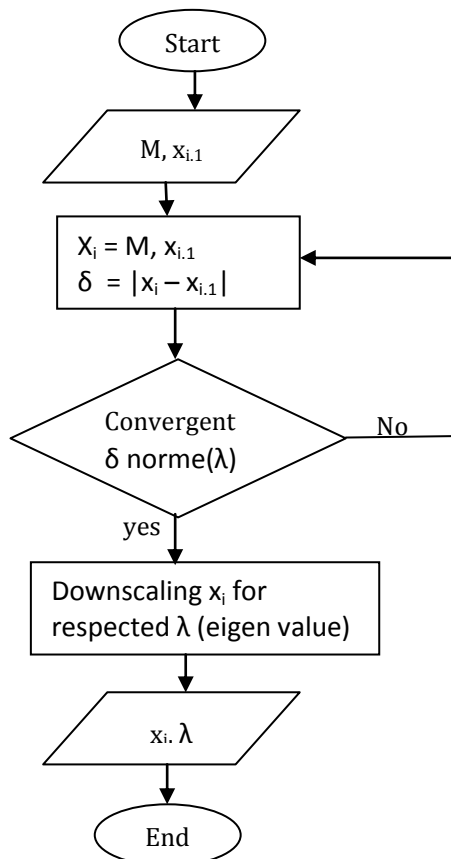 Start
M, xi.1
Xi = M, xi.1
δ = |xi – xi.1|
Convergent
δ norme(λ)
No
yes
Downscaling xi for
respected λ (eigen value)
xi. λ
End